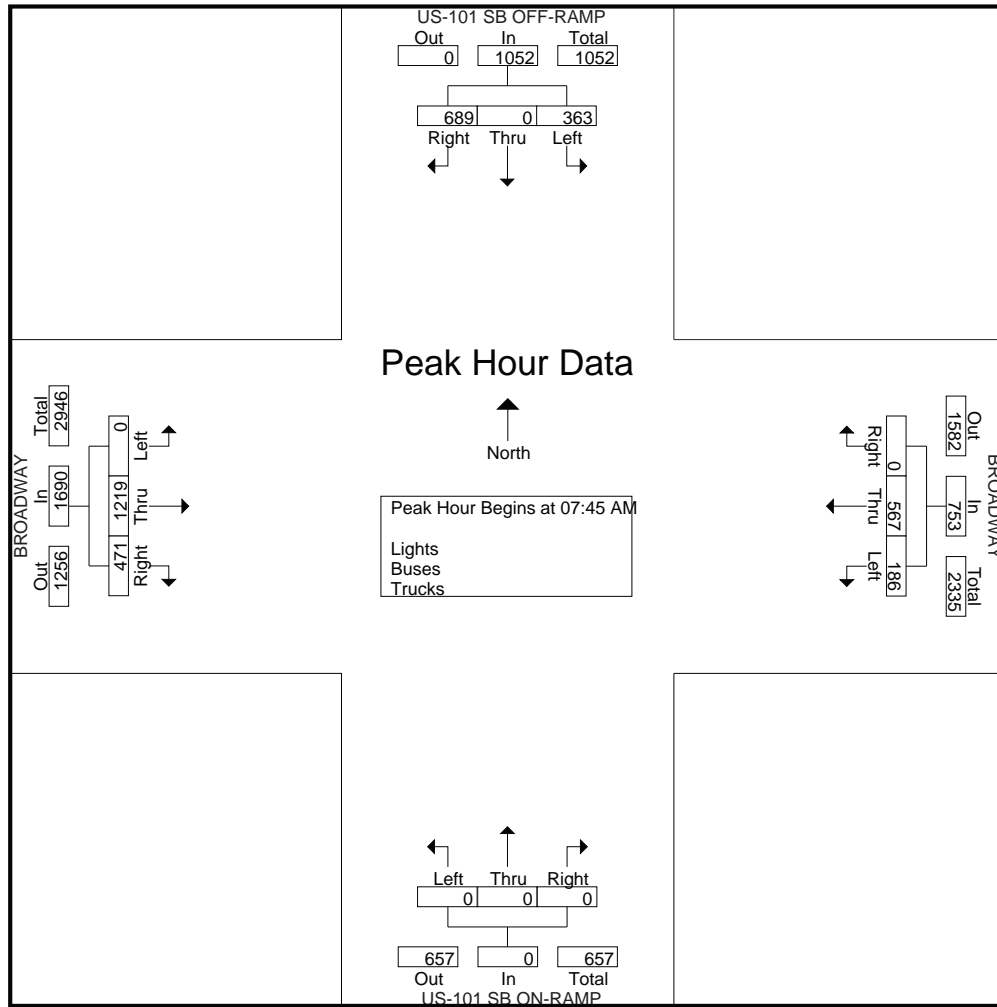 US-101 SB OFF-RAMP
Out In Total
0 1052 1052
689 0 363
Right Thru Left
Peak Hour Data
North
Peak Hour Begins at 07:45 AM
Lights
Buses
Trucks
BROADWAY
Total In Out
2946 1690 1256
0 1219 471
Left Thru Right
Right Thru Left
0 567 186
Out In Total
1582 753 2335
BROADWAY
Left Thru Right
0 0 0
657 0 657
Out In Total
US-101 SB ON-RAMP